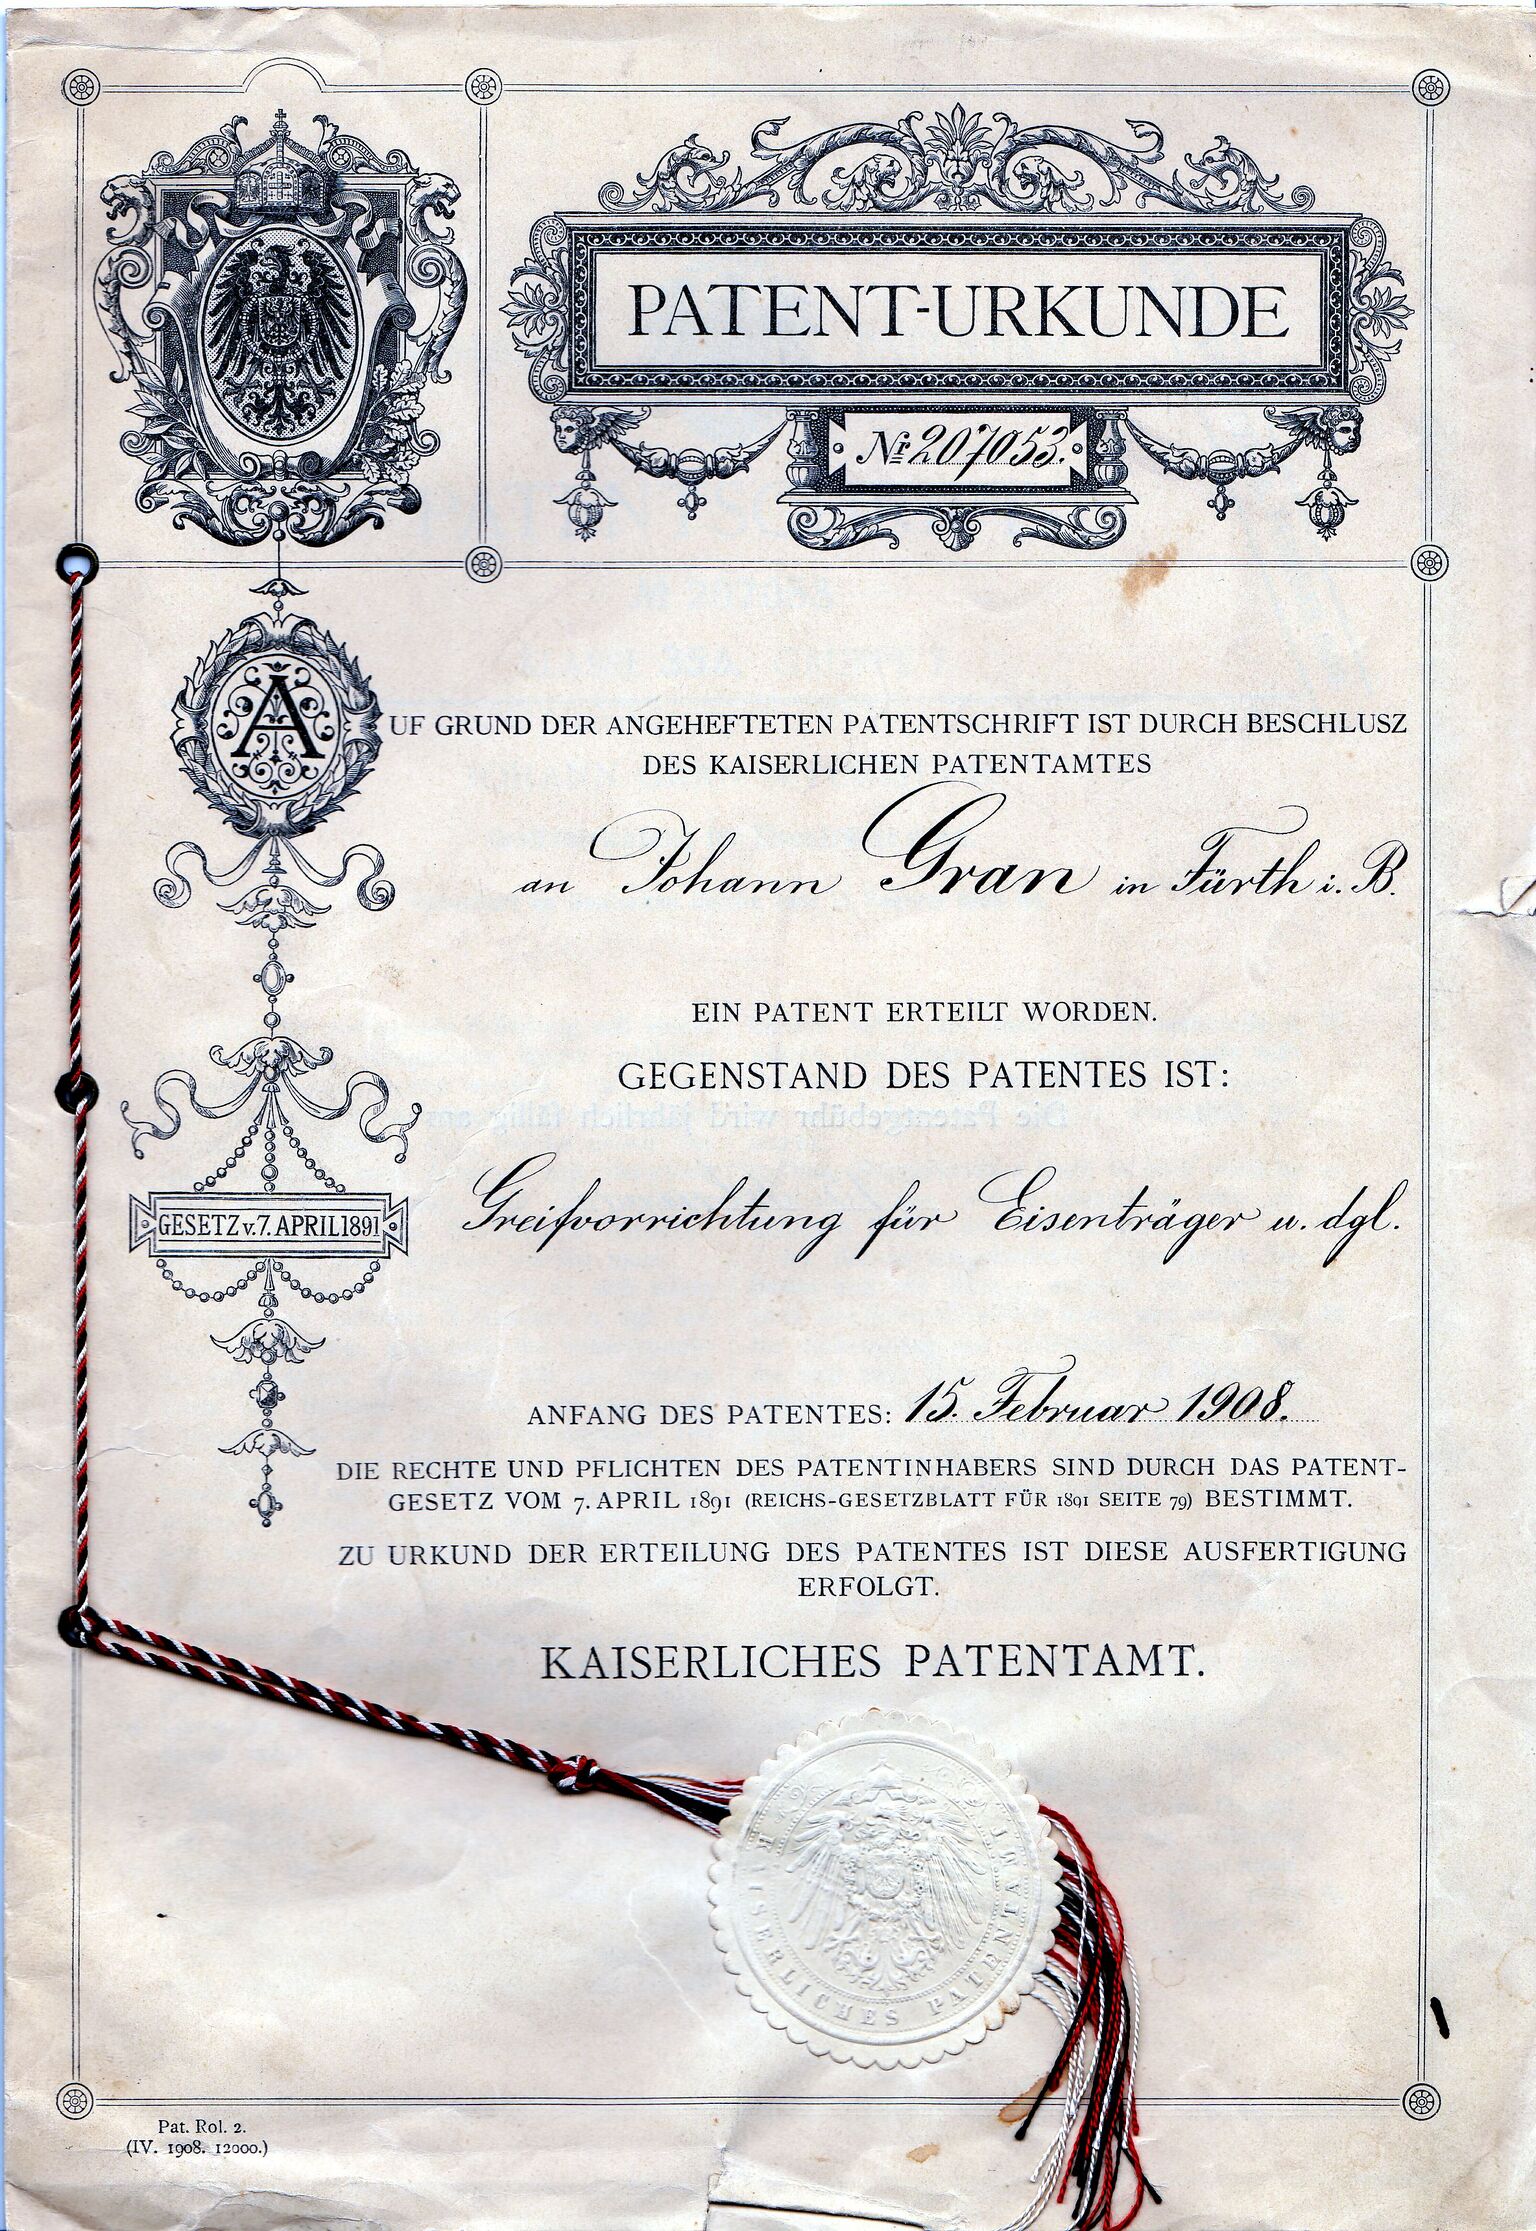 PATENT-URKUNDE
Nr. 207053.
AUF GRUND DER ANGEHEFTETEN PATENTSCHRIFT IST DURCH BESCHLUSZ
DES KAISERLICHEN PATENTAMTES
an Johann Gran in Fürth i. B.
EIN PATENT ERTEILT WORDEN.
GEGENSTAND DES PATENTES IST:
Greifvorrichtung für Eisenträger u. dgl.
GESETZ v. 7. APRIL 1891
ANFANG DES PATENTES: 15. Februar 1908.
DIE RECHTE UND PFLICHTEN DES PATENTINHABERS SIND DURCH DAS PATENT-
GESETZ VOM 7. APRIL 1891 (REICHS-GESETZBLATT FÜR 1891 SEITE 79) BESTIMMT.
ZU URKUND DER ERTEILUNG DES PATENTES IST DIESE AUSFERTIGUNG
ERFOLGT.
KAISERLICHES PATENTAMT.
KAISERLICHES PATENTAMT
Pat. Rol. 2.
(IV. 1908. 12000.)